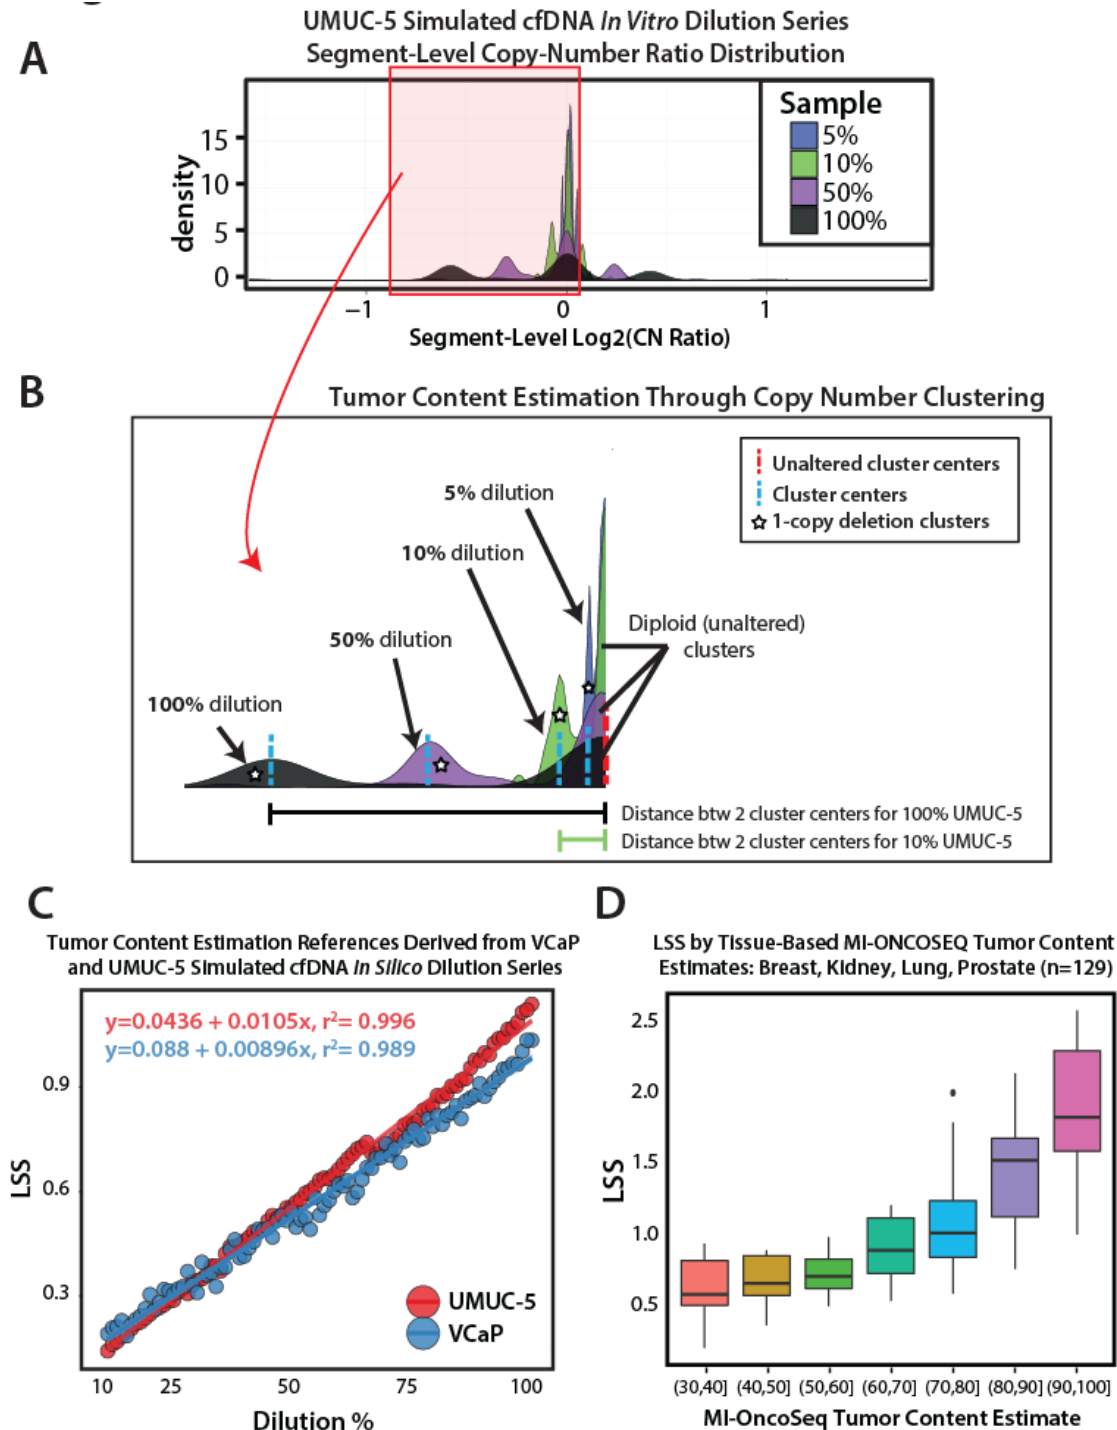 UMUC-5 Simulated cfDNA In Vitro Dilution Series
Segment-Level Copy-Number Ratio Distribution
A
Sample
5%
10%
50%
100%
density
15
10
5
0
−1
0
1
Segment-Level Log2(CN Ratio)
B
Tumor Content Estimation Through Copy Number Clustering
Unaltered cluster centers
Cluster centers
1-copy deletion clusters
5% dilution
10% dilution
50% dilution
100% dilution
Diploid (unaltered)
clusters
Distance btw 2 cluster centers for 100% UMUC-5
Distance btw 2 cluster centers for 10% UMUC-5
C
Tumor Content Estimation References Derived from VCaP
and UMUC-5 Simulated cfDNA In Silico Dilution Series
y=0.0436 + 0.0105x, r²= 0.996
y=0.088 + 0.00896x, r²= 0.989
LSS
0.9
0.6
0.3
UMUC-5
VCaP
10
25
50
75
100
Dilution %
D
LSS by Tissue-Based MI-ONCOSEQ Tumor Content
Estimates: Breast, Kidney, Lung, Prostate (n=129)
LSS
2.5
2.0
1.5
1.0
0.5
(30,40]
(40,50]
(50,60]
(60,70]
(70,80]
(80,90]
(90,100]
MI-OncoSeq Tumor Content Estimate